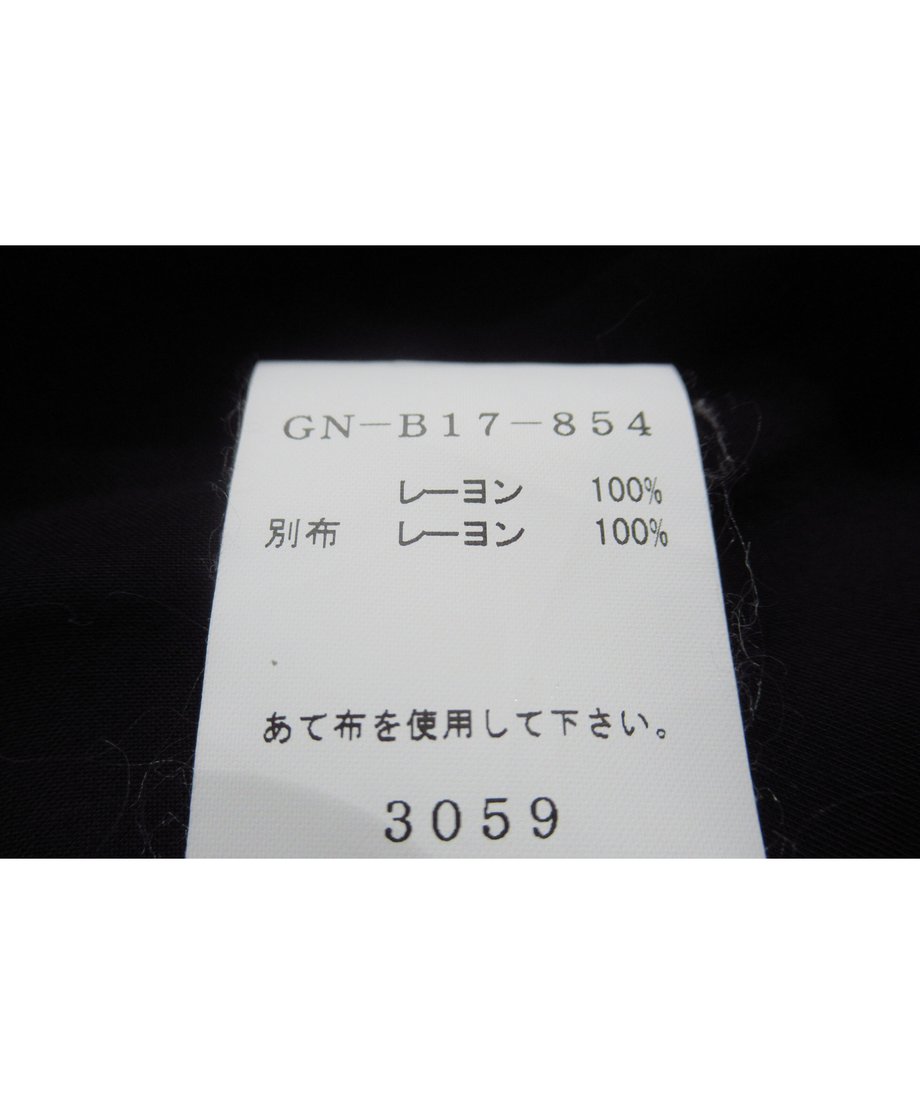 GN-B17-854
レーヨン 100%
別布 レーヨン 100%
あて布を使用して下さい。
3059